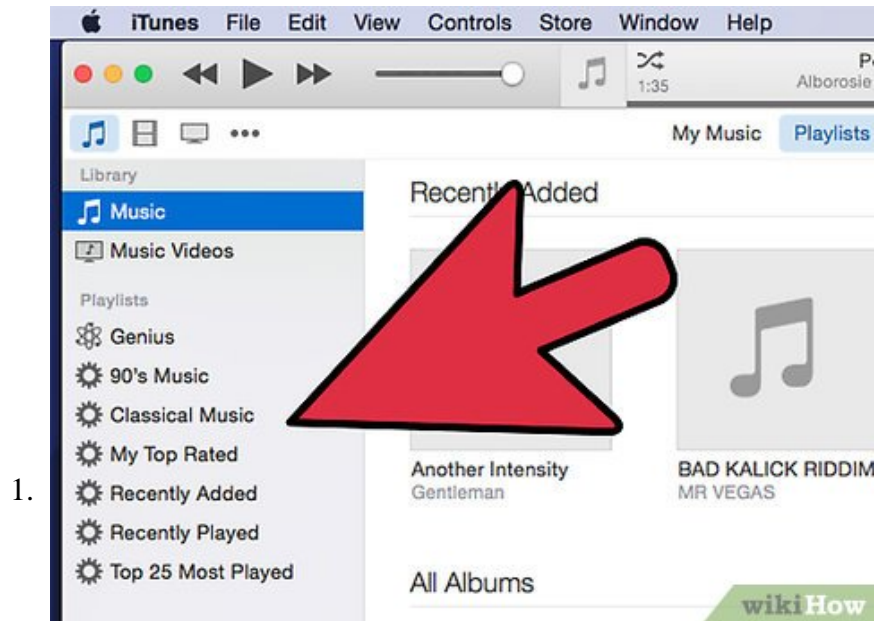 iTunes File Edit View Controls Store Window Help
1:35
Alborosie
My Music Playlists
Library
Music
Music Videos
Recently Added
Playlists
Genius
90's Music
Classical Music
My Top Rated
Recently Added
Recently Played
Top 25 Most Played
Another Intensity
Gentleman
BAD KALICK RIDDIM
MR VEGAS
All Albums
1.
wikiHow